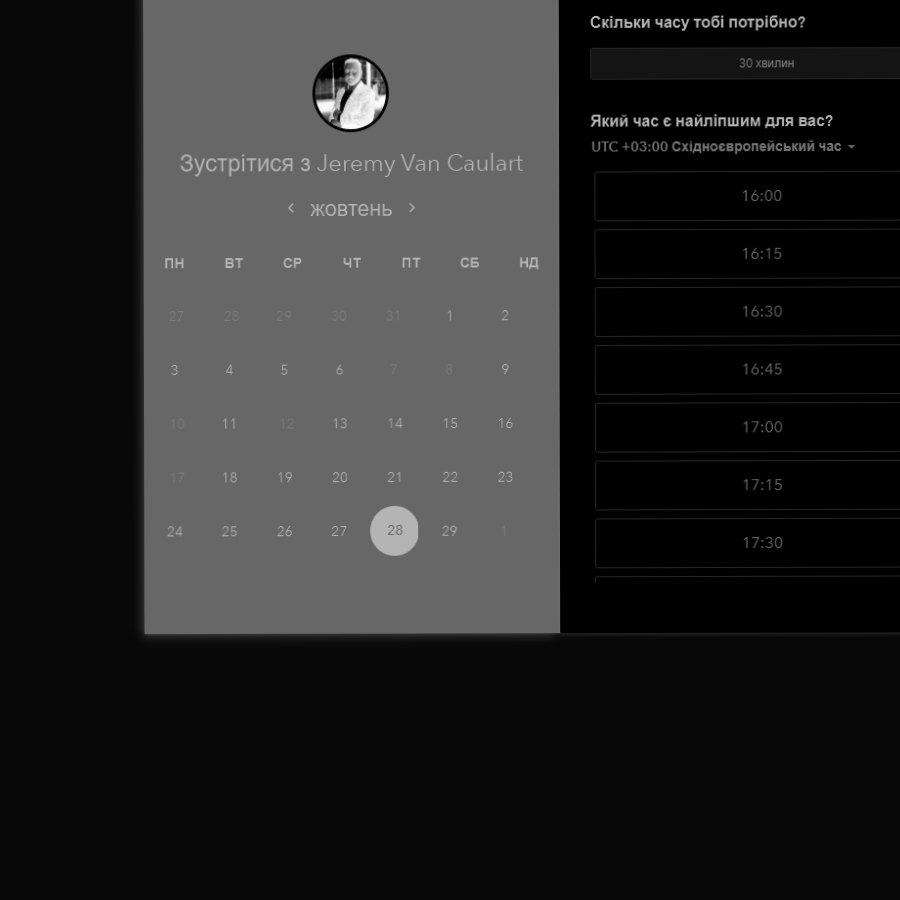 Зустрітися з Jeremy Van Caulart
жовтень
ПН ВТ СР ЧТ ПТ СБ НД
27 28 29 30 31 1 2
3 4 5 6 7 8 9
10 11 12 13 14 15 16
17 18 19 20 21 22 23
24 25 26 27 28 29 1
Скільки часу тобі потрібно?
30 хвилин
Який час є найліпшим для вас?
UTC +03:00 Східноєвропейський час
16:00
16:15
16:30
16:45
17:00
17:15
17:30